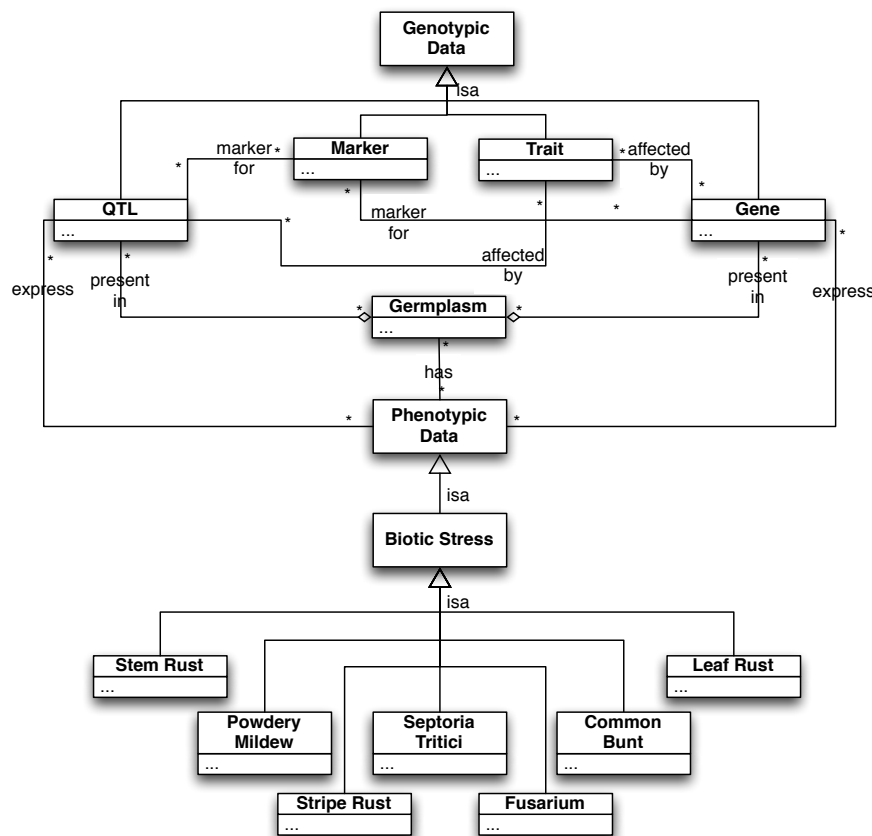 Genotypic
Data
isa
marker
for
*
*
Marker
...
Trait
...
affected
by
*
*
QTL
...
*
*
marker
for
*
*
Gene
...
*
*
express
present
in
*
affected
by
*
present
in
*
express
Germplasm
...
*
*
*
has
*
*
Phenotypic
Data
*
isa
Biotic Stress
isa
Stem Rust
...
Leaf Rust
...
Powdery
Mildew
...
Septoria
Tritici
...
Common
Bunt
...
Stripe Rust
...
Fusarium
...